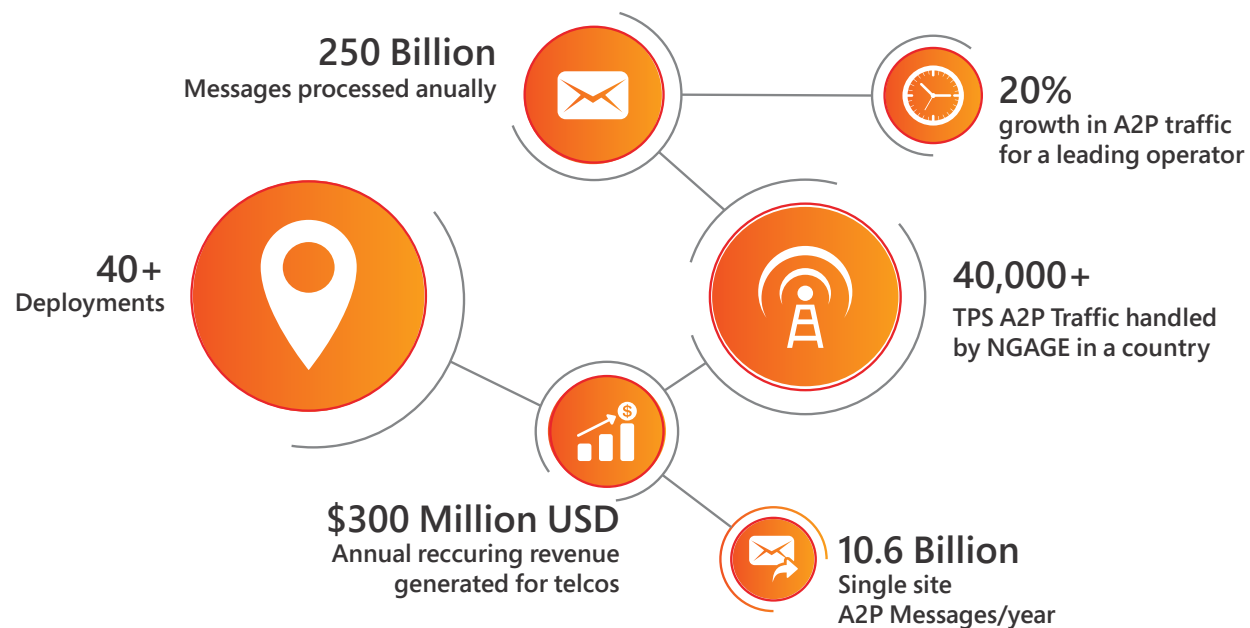 250 Billion
Messages processed anually
20%
growth in A2P traffic
for a leading operator
40+
Deployments
40,000+
TPS A2P Traffic handled
by NGAGE in a country
$
$300 Million USD
Annual reccuring revenue
generated for telcos
10.6 Billion
Single site
A2P Messages/year